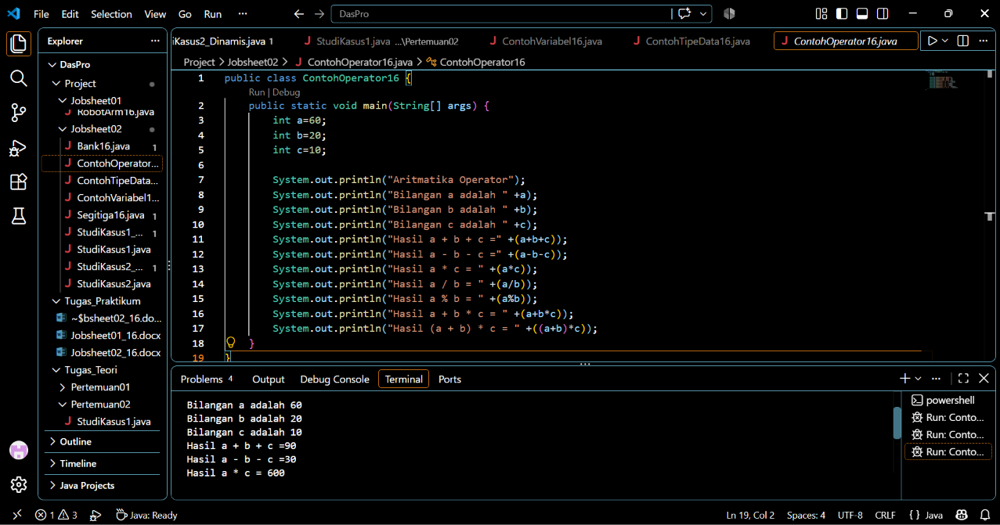 File Edit Selection View Go Run ··· DasPro
Explorer ···
DasPro
Project
Jobsheet01
RobotArm16.java
Jobsheet02
Bank16.java 1
ContohOperator...
ContohTipeData...
ContohVariabel1...
Segitiga16.java 1
StudiKasus1_... 1
StudiKasus1.java
StudiKasus2_... 1
StudiKasus2.java
Tugas_Praktikum
~$bsheet02_16.do...
Jobsheet01_16.docx
Jobsheet02_16.docx
Tugas_Teori
Pertemuan01
Pertemuan02
StudiKasus1.java
Outline
Timeline
Java Projects
iKasus2_Dinamis.java 1 StudiKasus1.java ...\Pertemuan02 ContohVariabel16.java ContohTipeData16.java ContohOperator16.java
Project > Jobsheet02 > ContohOperator16.java > ContohOperator16
1 public class ContohOperator16 {
Run | Debug
2 public static void main(String[] args) {
3 int a=60;
4 int b=20;
5 int c=10;
6
7 System.out.println("Aritmatika Operator");
8 System.out.println("Bilangan a adalah " +a);
9 System.out.println("Bilangan b adalah " +b);
10 System.out.println("Bilangan c adalah " +c);
11 System.out.println("Hasil a + b + c =" +(a+b+c));
12 System.out.println("Hasil a - b - c =" +(a-b-c));
13 System.out.println("Hasil a * c = " +(a*c));
14 System.out.println("Hasil a / b = " +(a/b));
15 System.out.println("Hasil a % b = " +(a%b));
16 System.out.println("Hasil a + b * c = " +(a+b*c));
17 System.out.println("Hasil (a + b) * c = " +((a+b)*c));
18 }
19 }
Problems 4 Output Debug Console Terminal Ports
Bilangan a adalah 60
Bilangan b adalah 20
Bilangan c adalah 10
Hasil a + b + c =90
Hasil a - b - c =30
Hasil a * c = 600
powershell
Run: Conto...
Run: Conto...
Run: Conto...
1 3 Java: Ready Ln 19, Col 2 Spaces: 4 UTF-8 CRLF {} Java